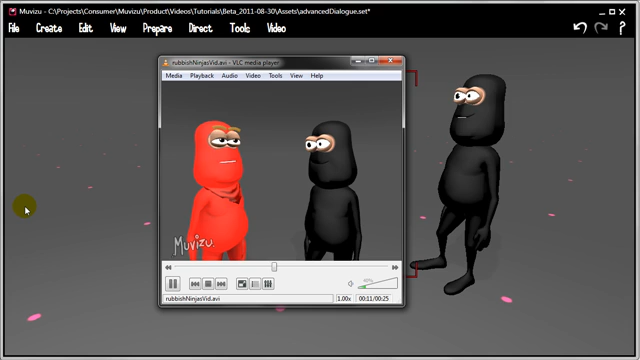 Muvizu - C:\Projects\Consumer\Muvizu\Product\Videos\Tutorials\Beta_2011-08-30\Assets\advancedDialogue.set*
File Create Edit View Prepare Direct Tools Video
rubbishNinjasVid.avi - VLC media player
Media Playback Audio Video Tools View Help
Muvizu
40%
rubbishNinjasVid.avi 1.00x 00:11/00:25